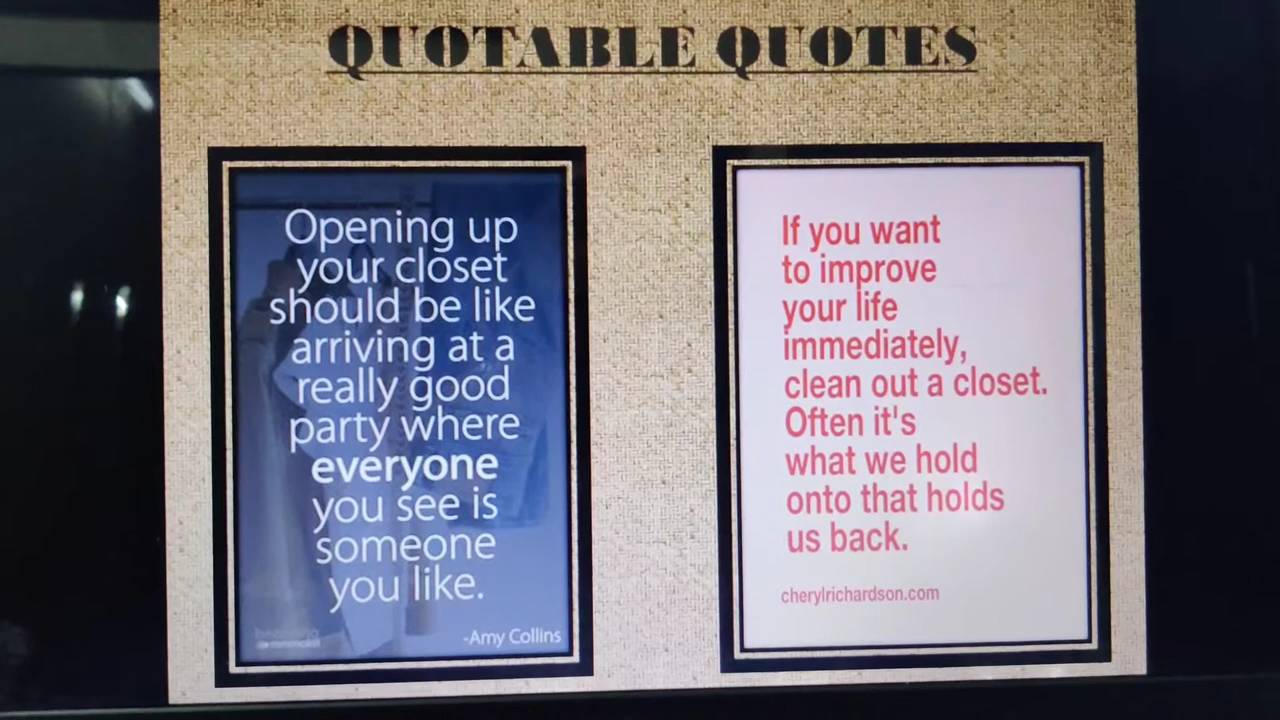 QUOTABLE QUOTES
Opening up
your closet
should be like
arriving at a
really good
party where
everyone
you see is
someone
you like.
-Amy Collins
If you want
to improve
your life
immediately,
clean out a closet.
Often it's
what we hold
onto that holds
us back.
cherylrichardson.com